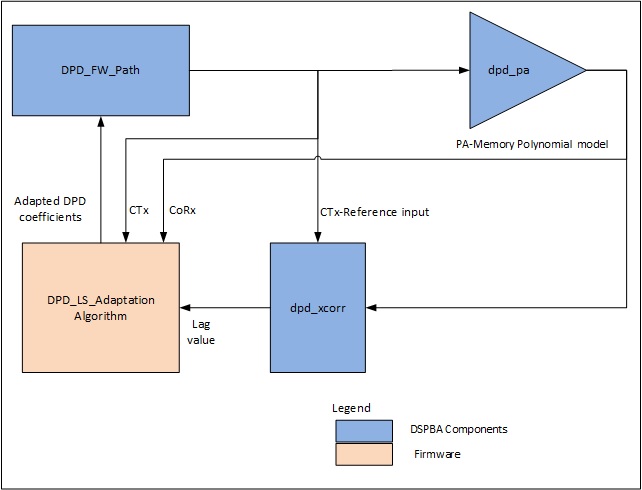 DPD_FW_Path
dpd_pa
PA-Memory Polynomial model
Adapted DPD
coefficients
CTx
CoRx
CTx-Reference input
DPD_LS_Adaptation
Algorithm
dpd_xcorr
Lag
value
Legend
DSPBA Components
Firmware